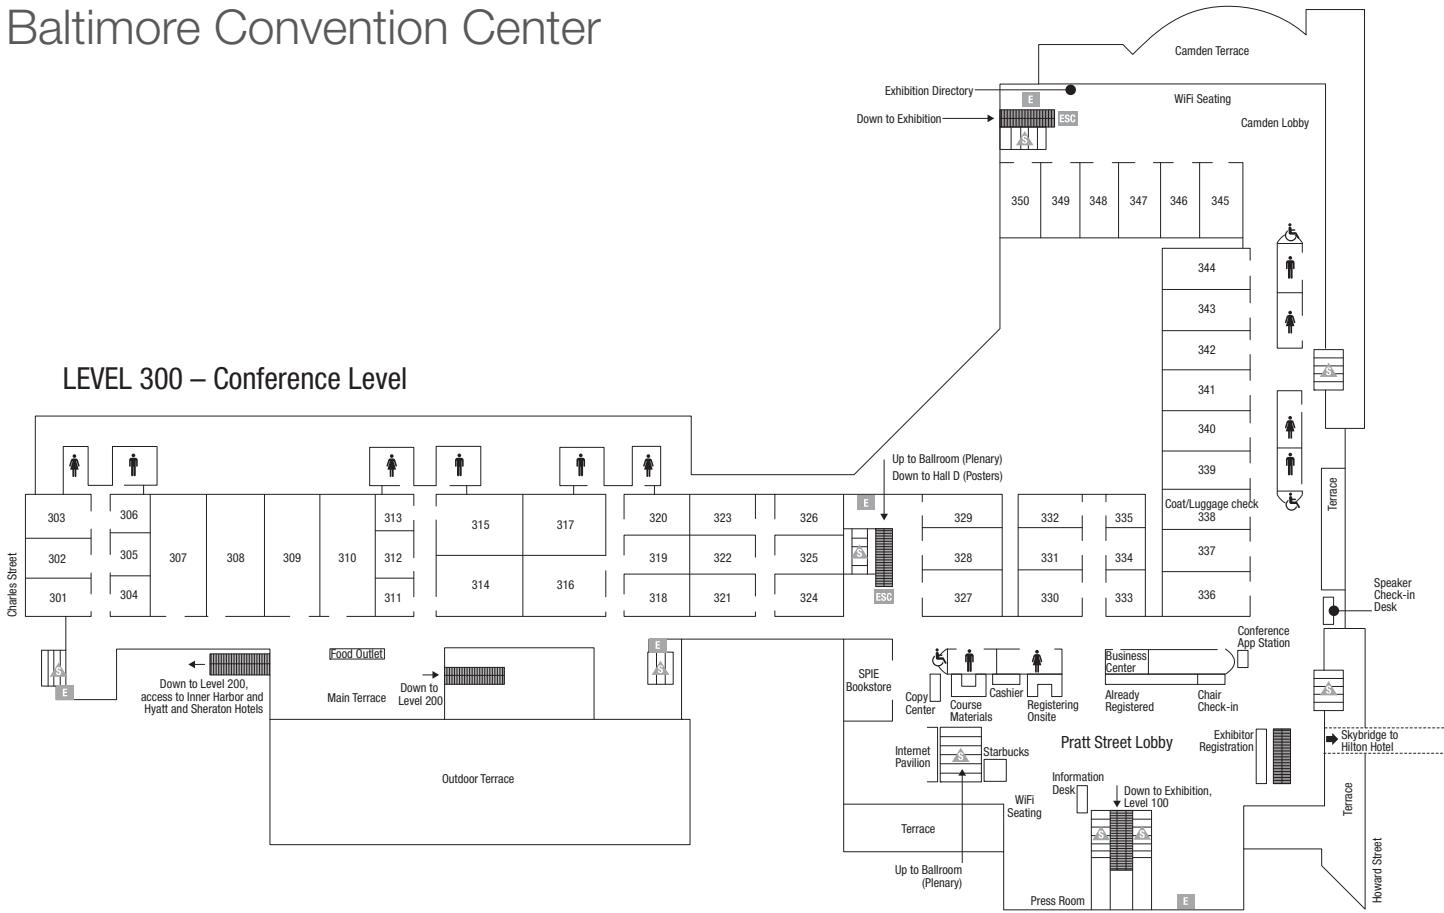 Baltimore Convention Center
Camden Terrace
Exhibition Directory
E
WiFi Seating
Down to Exhibition
ESC
Camden Lobby
S
350
349
348
347
346
345
344
343
342
341
340
339
Coat/Luggage check
338
337
336
S
LEVEL 300 – Conference Level
Up to Ballroom (Plenary)
Down to Hall D (Posters)
E
S
ESC
Terrace
Charles Street
303
302
301
306
305
304
307
308
309
310
313
312
311
315
314
317
316
320
319
318
323
322
321
326
325
324
329
328
327
332
331
330
335
334
333
Speaker
Check-in
Desk
Conference
App Station
S
E
Down to Level 200,
access to Inner Harbor and
Hyatt and Sheraton Hotels
Food Outlet
Main Terrace
Down to
Level 200
E
S
SPIE
Bookstore
Copy
Center
Course
Materials
Cashier
Registering
Onsite
Business
Center
Already
Registered
Chair
Check-in
S
Pratt Street Lobby
Exhibitor
Registration
Skybridge to
Hilton Hotel
Internet
Pavilion
S
Starbucks
Outdoor Terrace
Information
Desk
Down to Exhibition,
Level 100
WiFi
Seating
S
S
Terrace
Terrace
Up to Ballroom
(Plenary)
Press Room
E
Howard Street